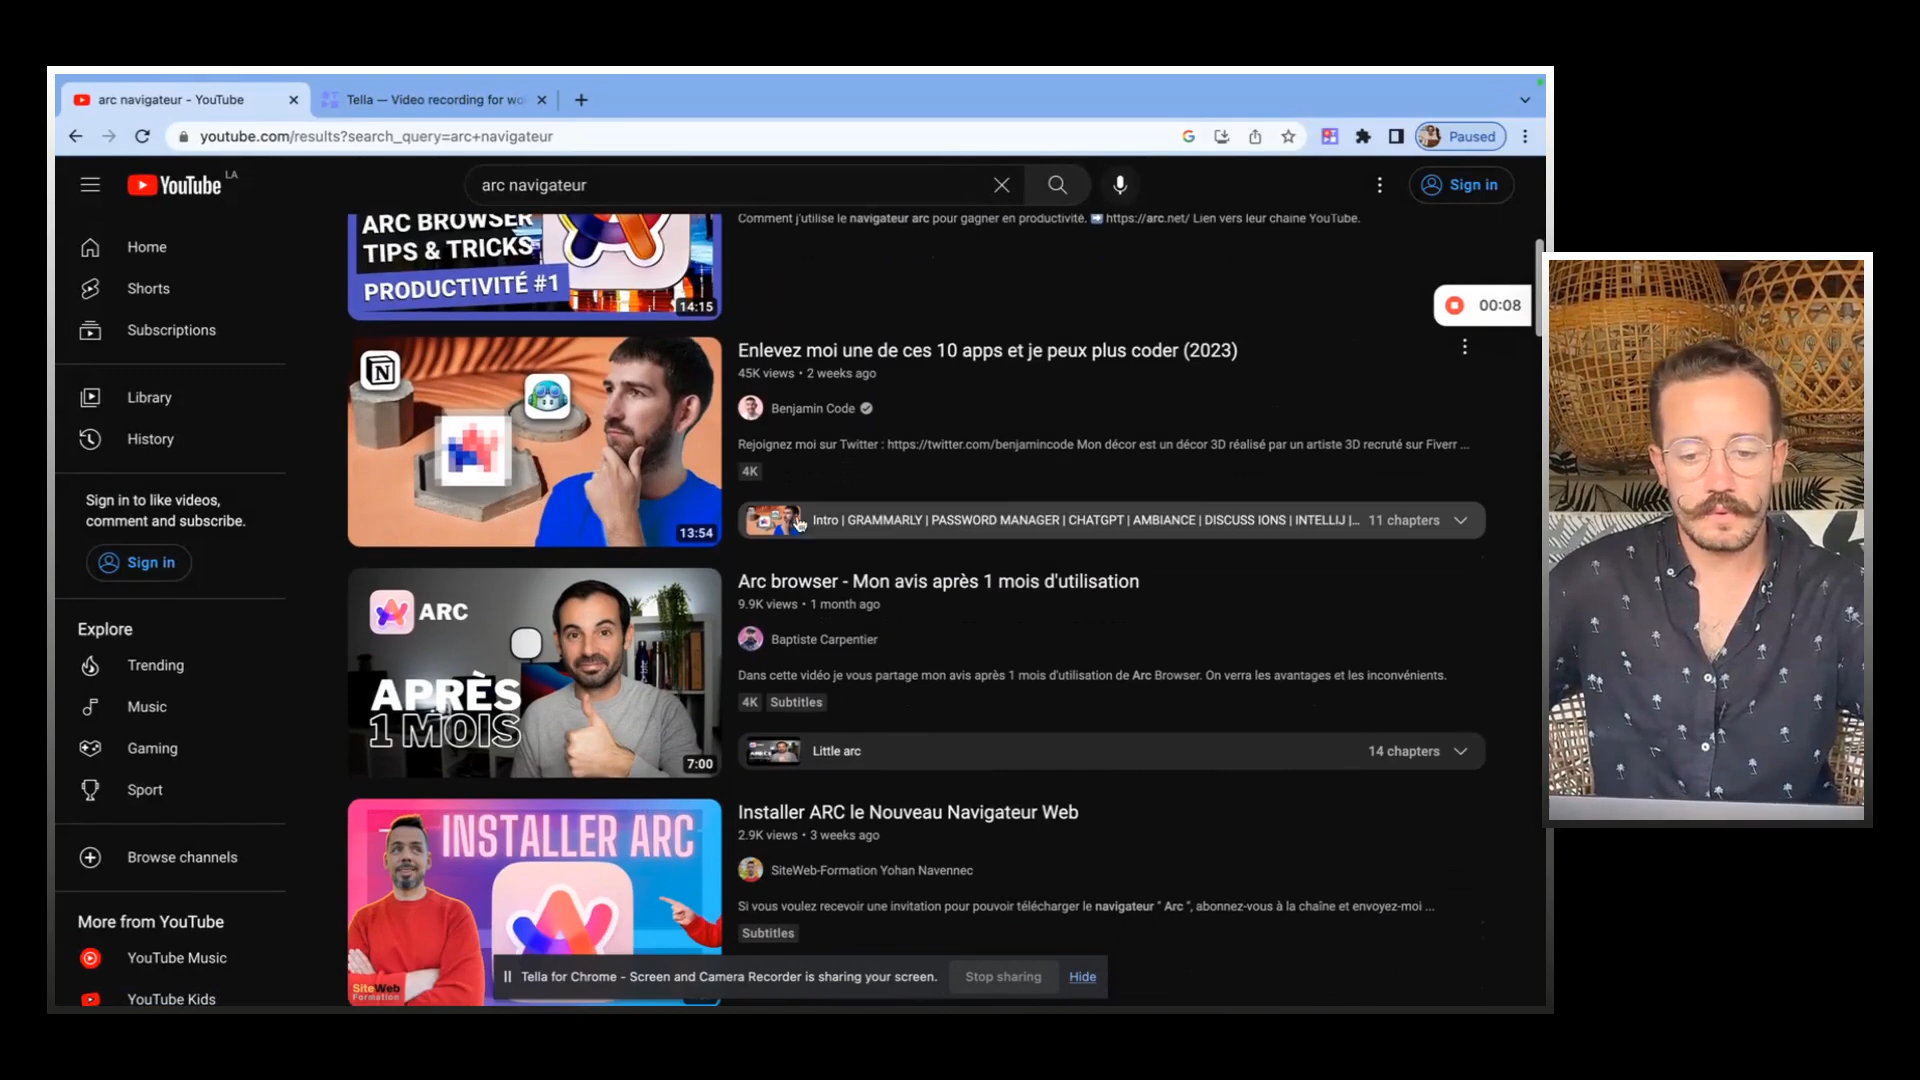 arc navigateur - YouTube
Tella — Video recording for wo
youtube.com/results?search_query=arc+navigateur
Paused
YouTube LA
arc navigateur
Sign in
Home
Shorts
Subscriptions
Library
History
Sign in to like videos,
comment and subscribe.
Sign in
Explore
Trending
Music
Gaming
Sport
Browse channels
More from YouTube
YouTube Music
YouTube Kids
ARC BROWSER
TIPS & TRICKS
PRODUCTIVITÉ #1
14:15
Comment j'utilise le navigateur arc pour gagner en productivité. ➡ https://arc.net/ Lien vers leur chaine YouTube.
00:08
13:54
Enlevez moi une de ces 10 apps et je peux plus coder (2023)
45K views • 2 weeks ago
Benjamin Code
Rejoignez moi sur Twitter : https://twitter.com/benjamincode Mon décor est un décor 3D réalisé par un artiste 3D recruté sur Fiverr ...
4K
Intro | GRAMMARLY | PASSWORD MANAGER | CHATGPT | AMBIANCE | DISCUSS IONS | INTELLIJ |... 11 chapters
ARC
APRÈS
1 MOIS
7:00
Arc browser - Mon avis après 1 mois d'utilisation
9.9K views • 1 month ago
Baptiste Carpentier
Dans cette vidéo je vous partage mon avis après 1 mois d'utilisation de Arc Browser. On verra les avantages et les inconvénients.
4K Subtitles
Little arc 14 chapters
INSTALLER ARC
SiteWeb
Formation
Installer ARC le Nouveau Navigateur Web
2.9K views • 3 weeks ago
SiteWeb-Formation Yohan Navennec
Si vous voulez recevoir une invitation pour pouvoir télécharger le navigateur " Arc ", abonnez-vous à la chaîne et envoyez-moi ...
Subtitles
Tella for Chrome - Screen and Camera Recorder is sharing your screen. Stop sharing Hide